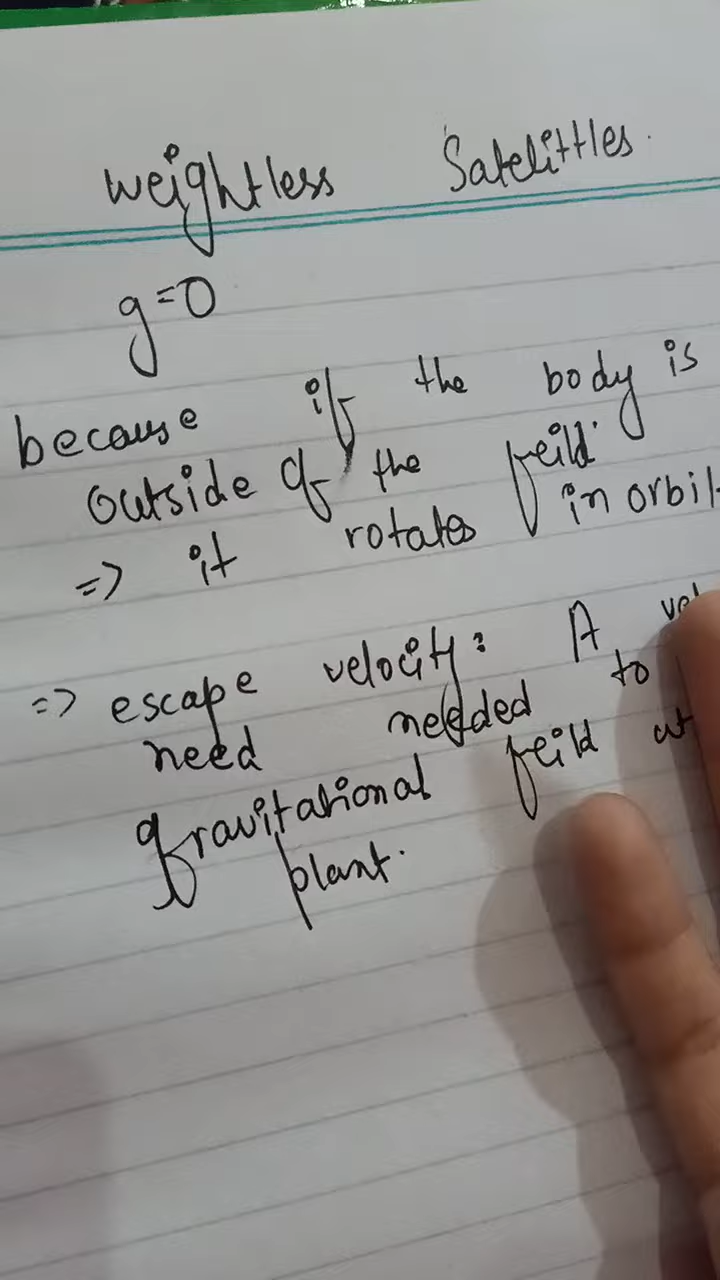 weightless Satelittles.
g=0
because if the body is
outside of the feild.
=> it rotates in orbit
=> escape velocity: A
need needed to
gravitational feild at
plant.